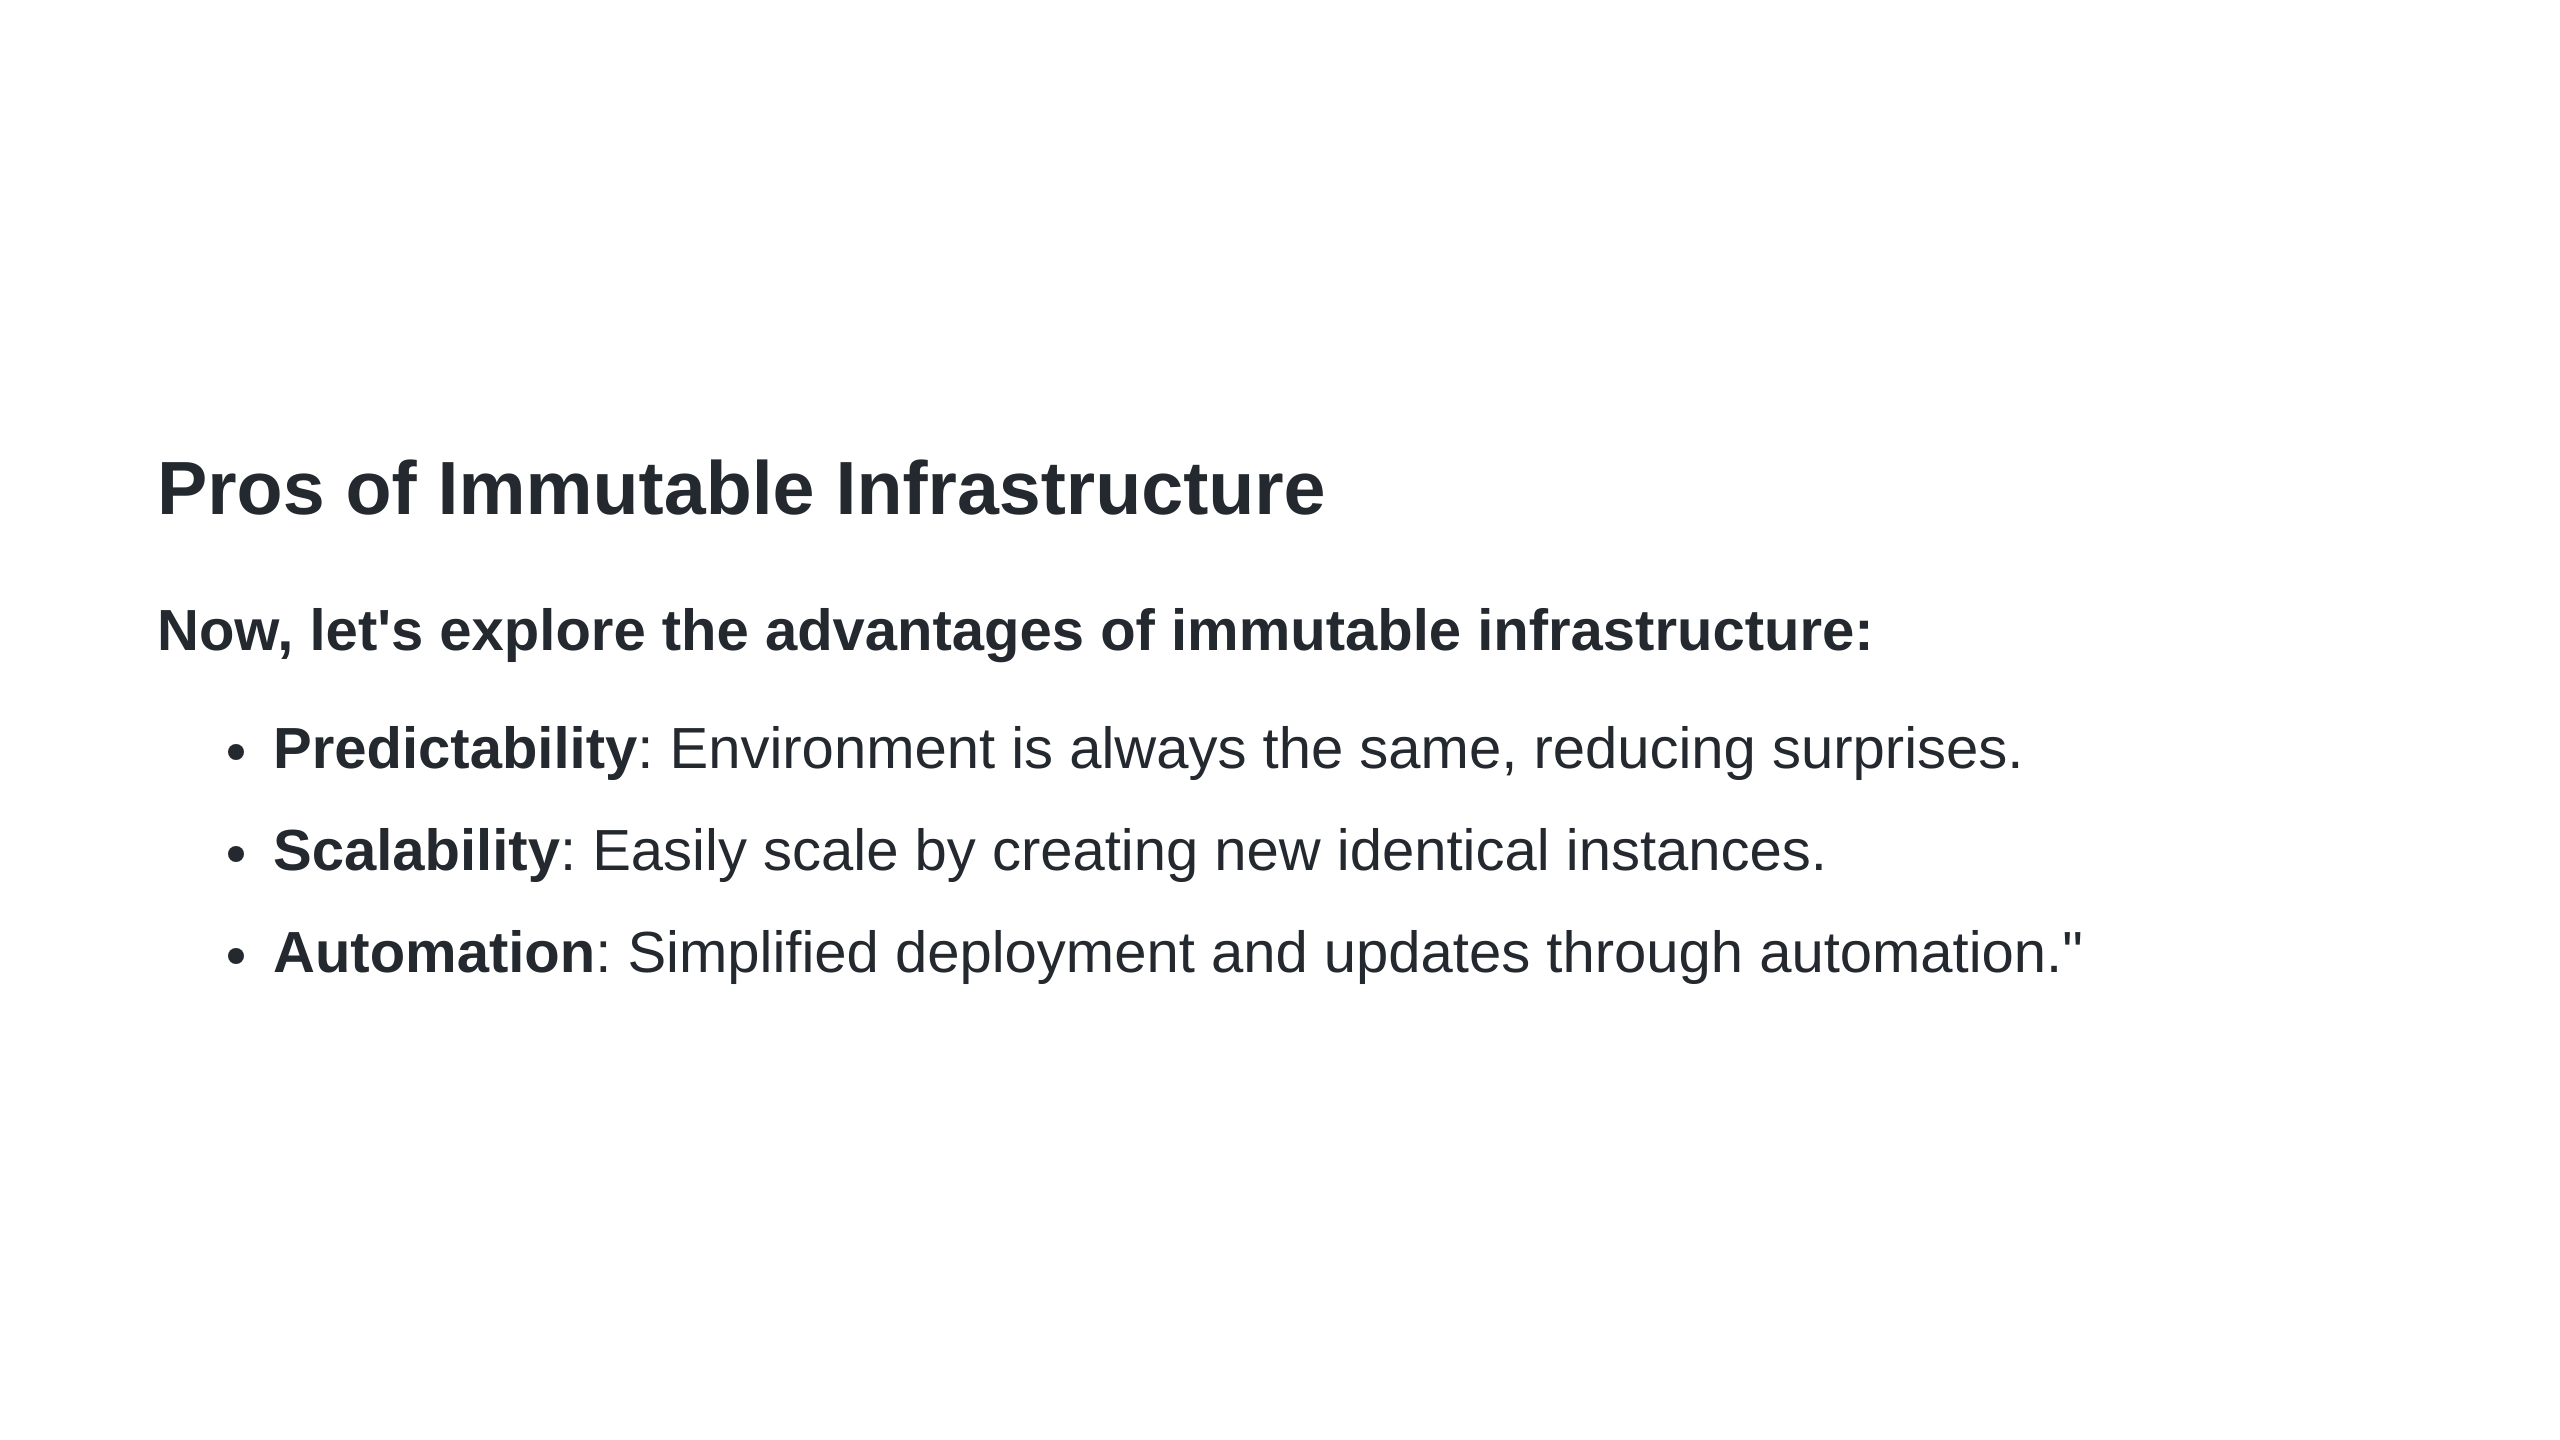 Pros of Immutable Infrastructure
Now, let's explore the advantages of immutable infrastructure:
• Predictability: Environment is always the same, reducing surprises.
• Scalability: Easily scale by creating new identical instances.
• Automation: Simplified deployment and updates through automation."